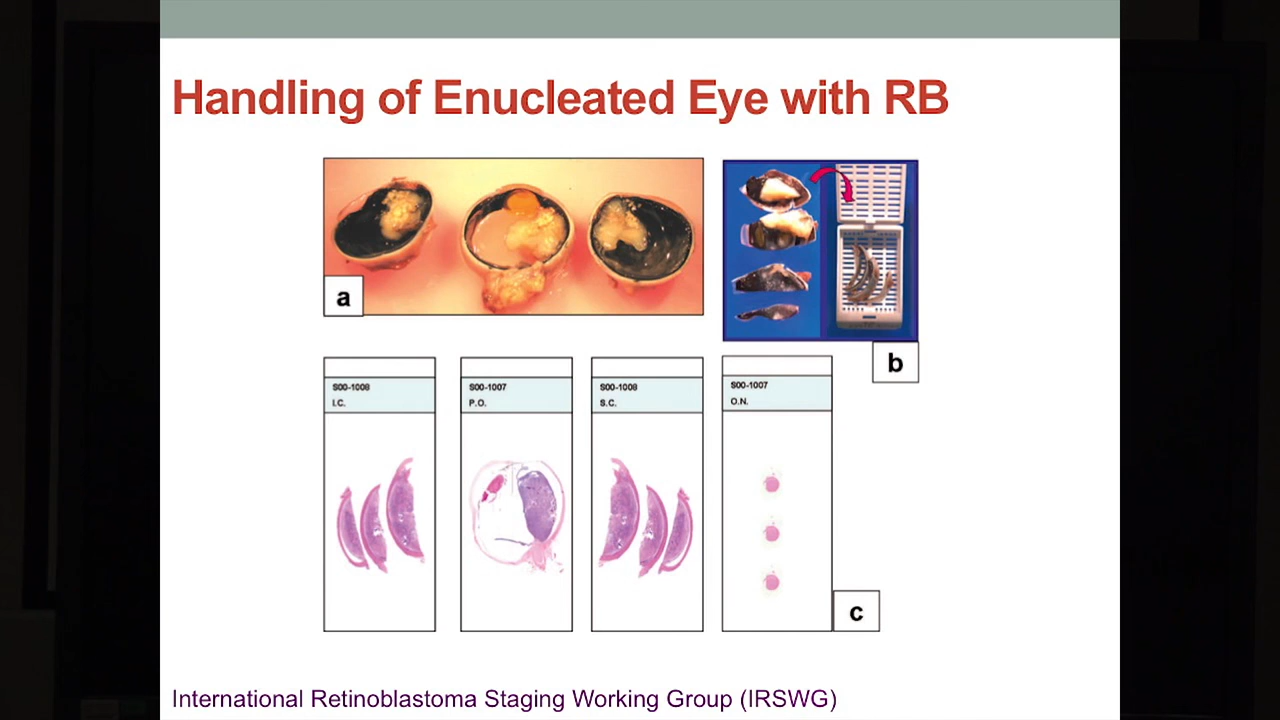 Handling of Enucleated Eye with RB
a
b
S00-1008
I.C.
S00-1007
P.O.
S00-1008
S.C.
S00-1007
O.N.
c
International Retinoblastoma Staging Working Group (IRSWG)